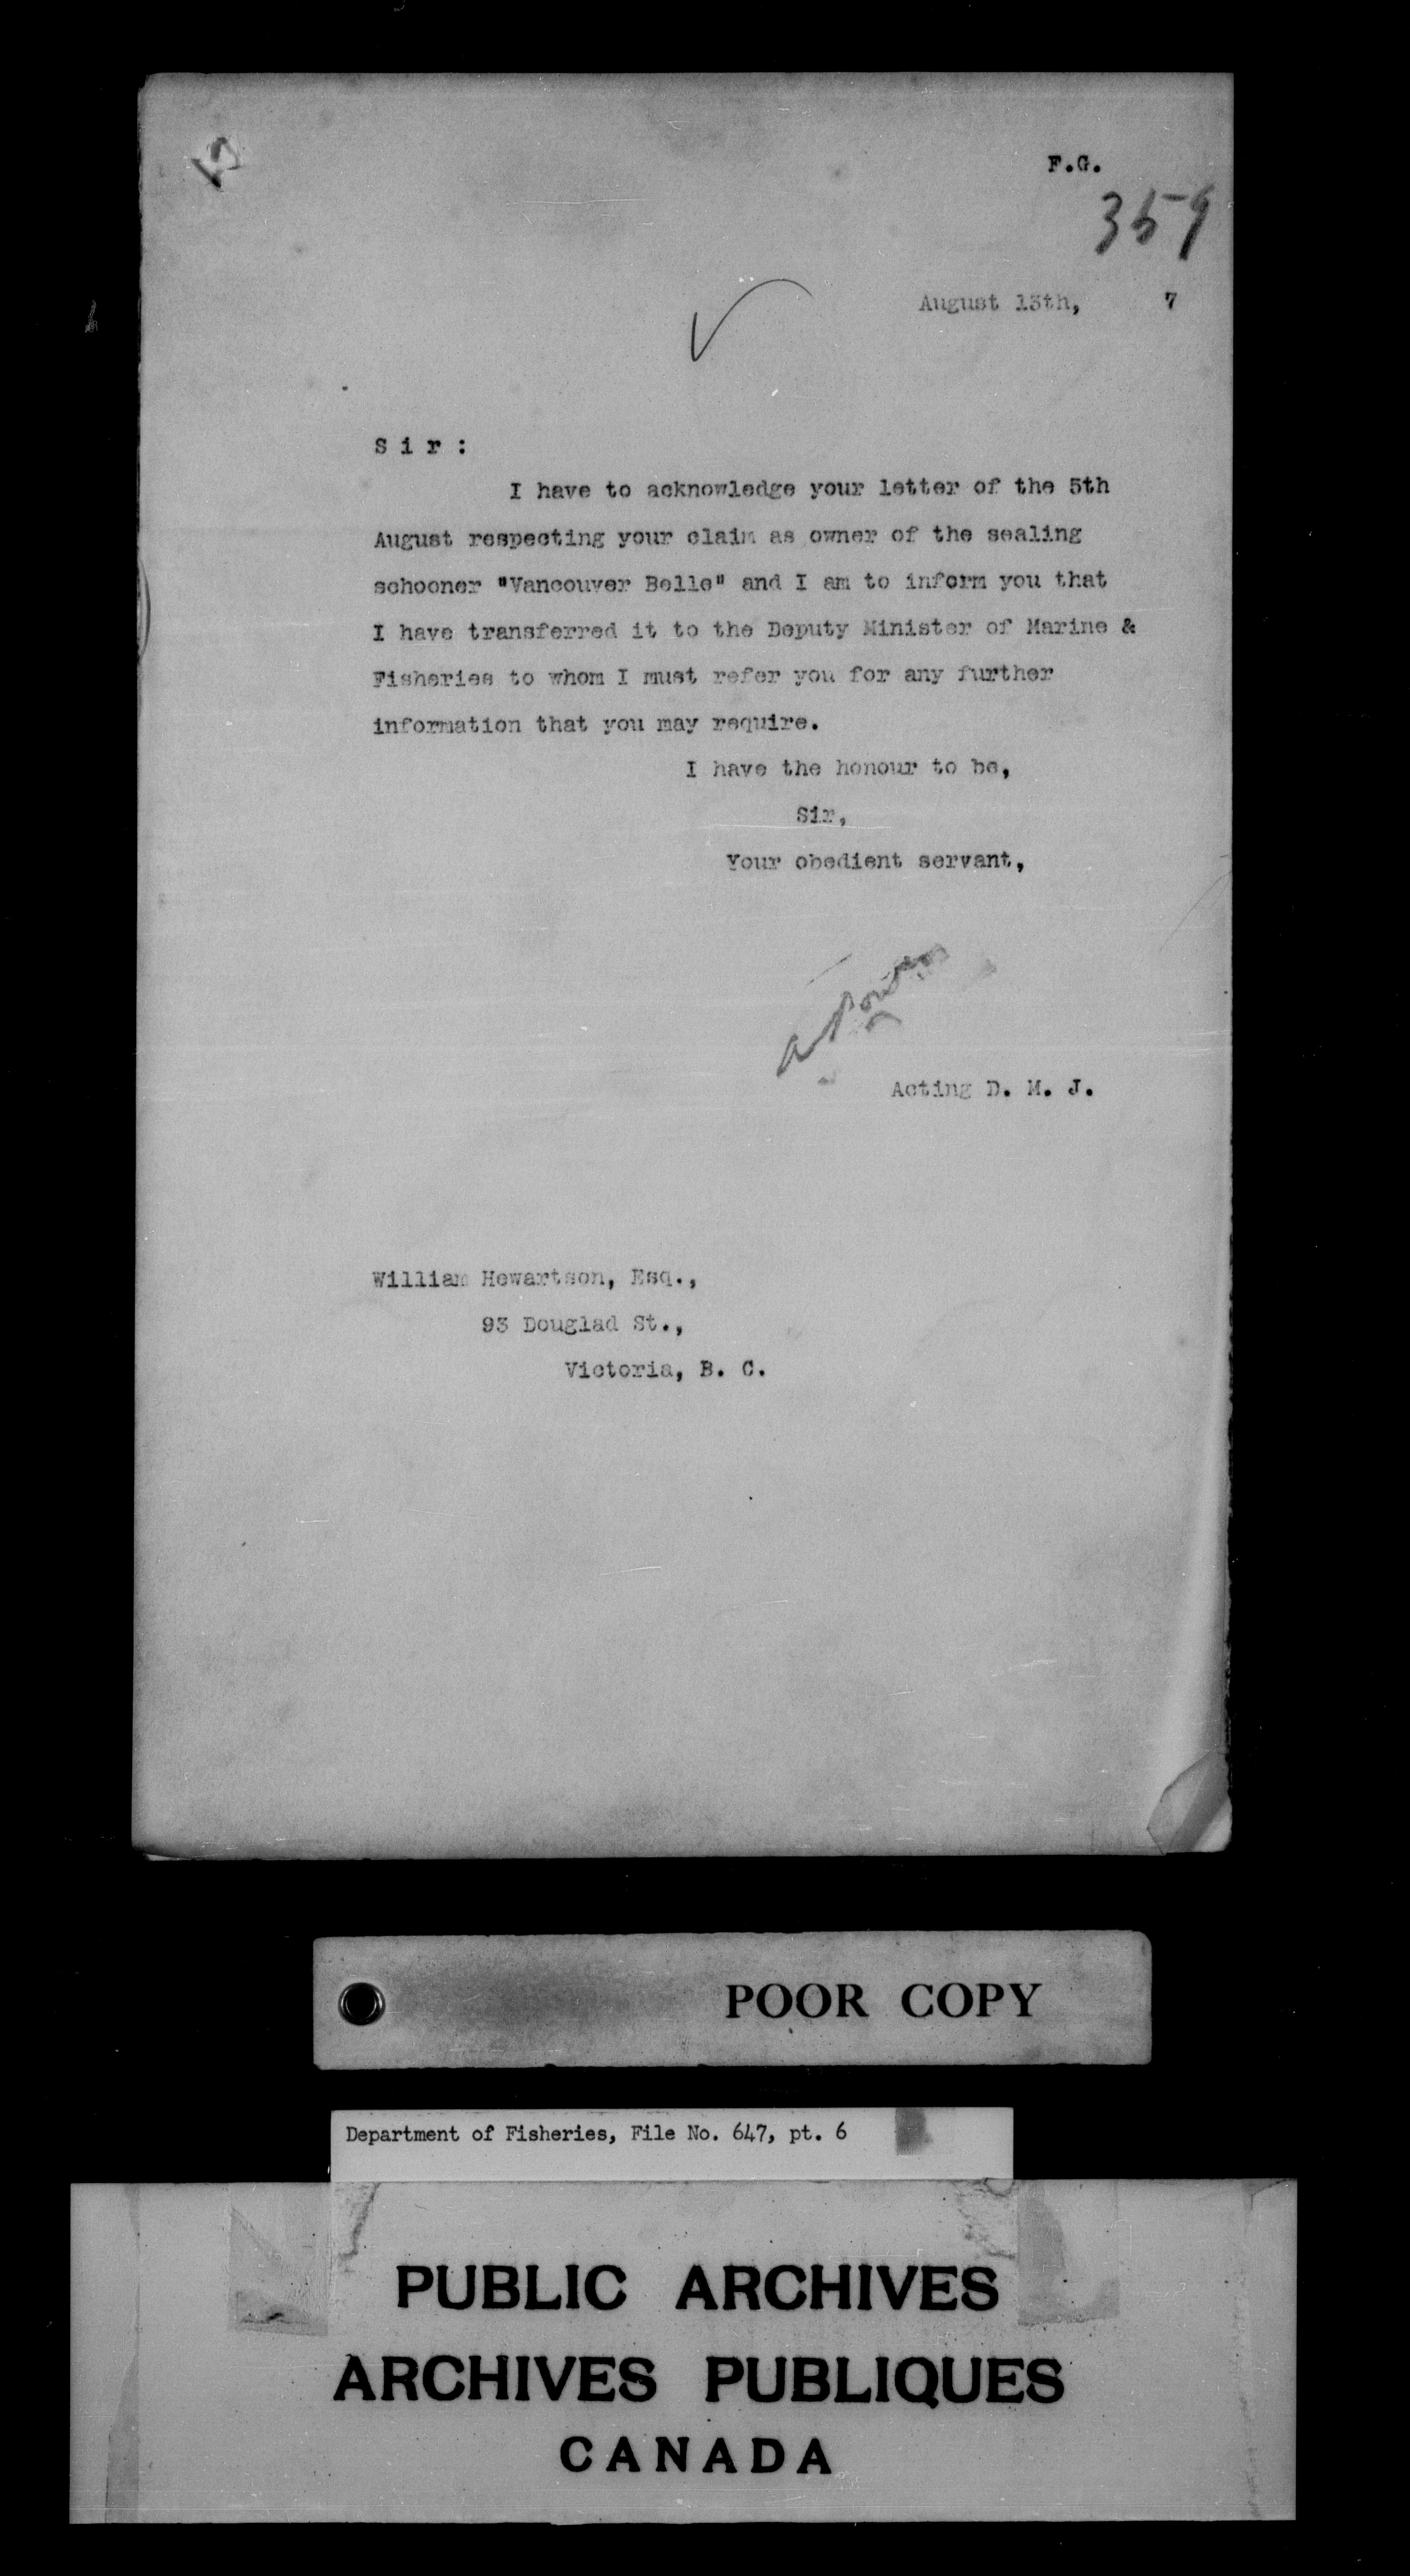 F.G.
359
August 13th, 7
S i r :
I have to acknowledge your letter of the 5th
August respecting your claim as owner of the sealing
schooner "Vancouver Belle" and I am to inform you that
I have transferred it to the Deputy Minister of Marine &
Fisheries to whom I must refer you for any further
information that you may require.
I have the honour to be,
Sir,
Your obedient servant,
Acting D. M. J.
William Hewartson, Esq.,
93 Douglad St.,
Victoria, B. C.
POOR COPY
Department of Fisheries, File No. 647, pt. 6
PUBLIC ARCHIVES
ARCHIVES PUBLIQUES
CANADA